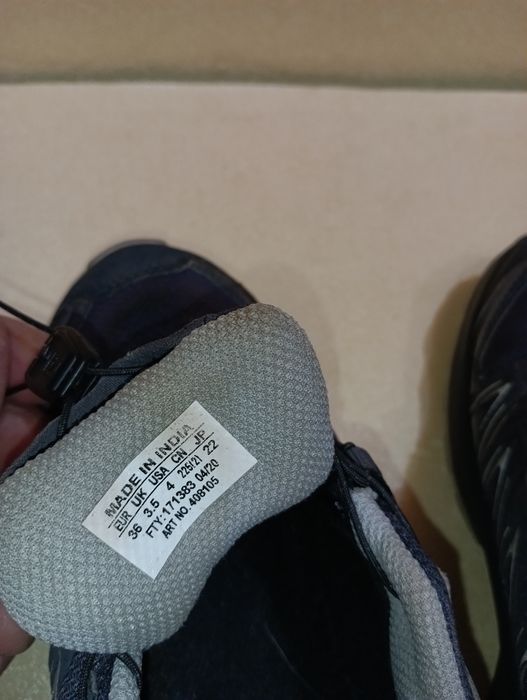 MADE IN INDIA
EUR UK USA CN JP
36 3.5 4 225/21 22
FTY: 171383 04/20
ART NO. 408105